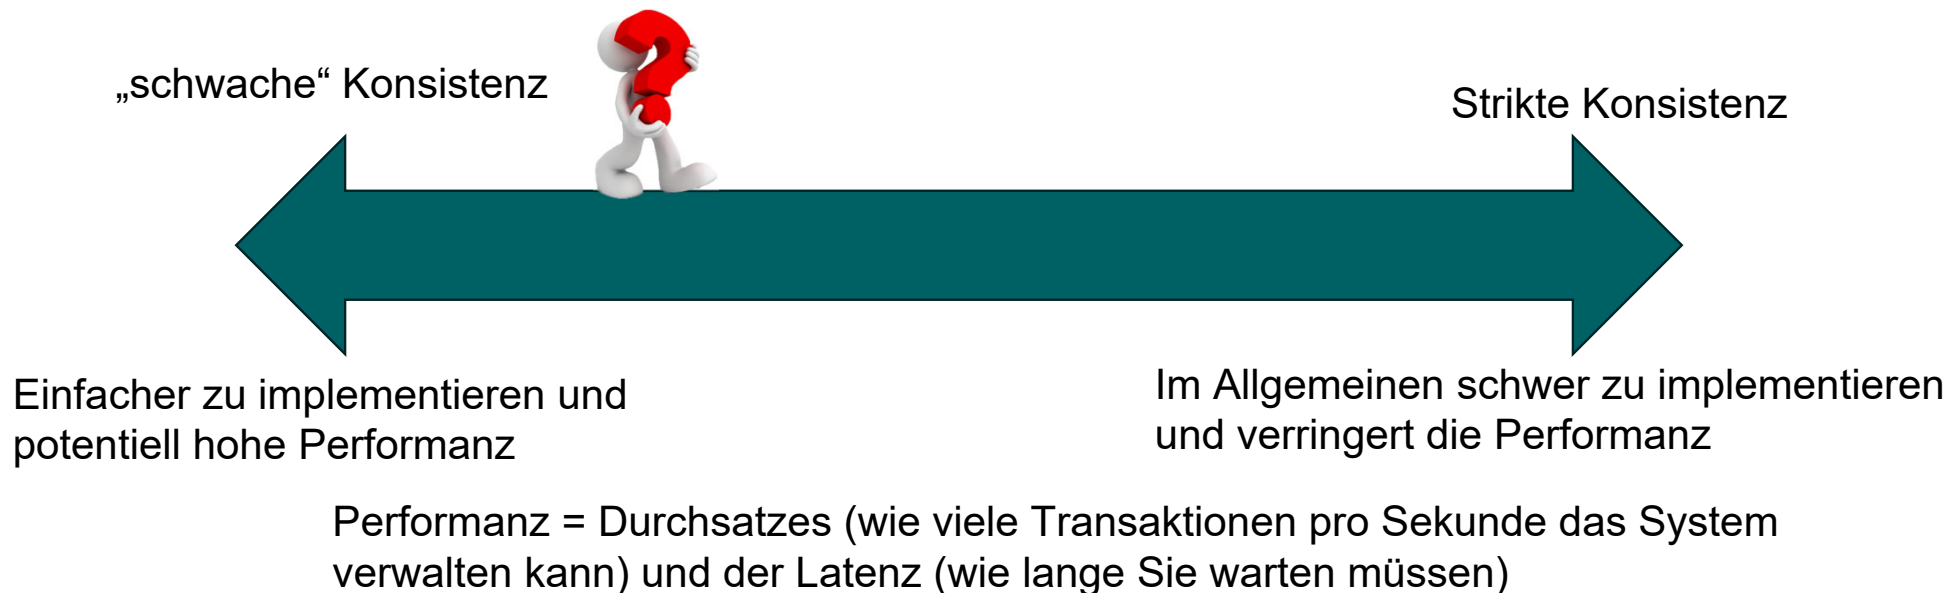 „schwache“ Konsistenz
Strikte Konsistenz
Einfacher zu implementieren und
potentiell hohe Performanz
Im Allgemeinen schwer zu implementieren
und verringert die Performanz
Performanz = Durchsatzes (wie viele Transaktionen pro Sekunde das System
verwalten kann) und der Latenz (wie lange Sie warten müssen)